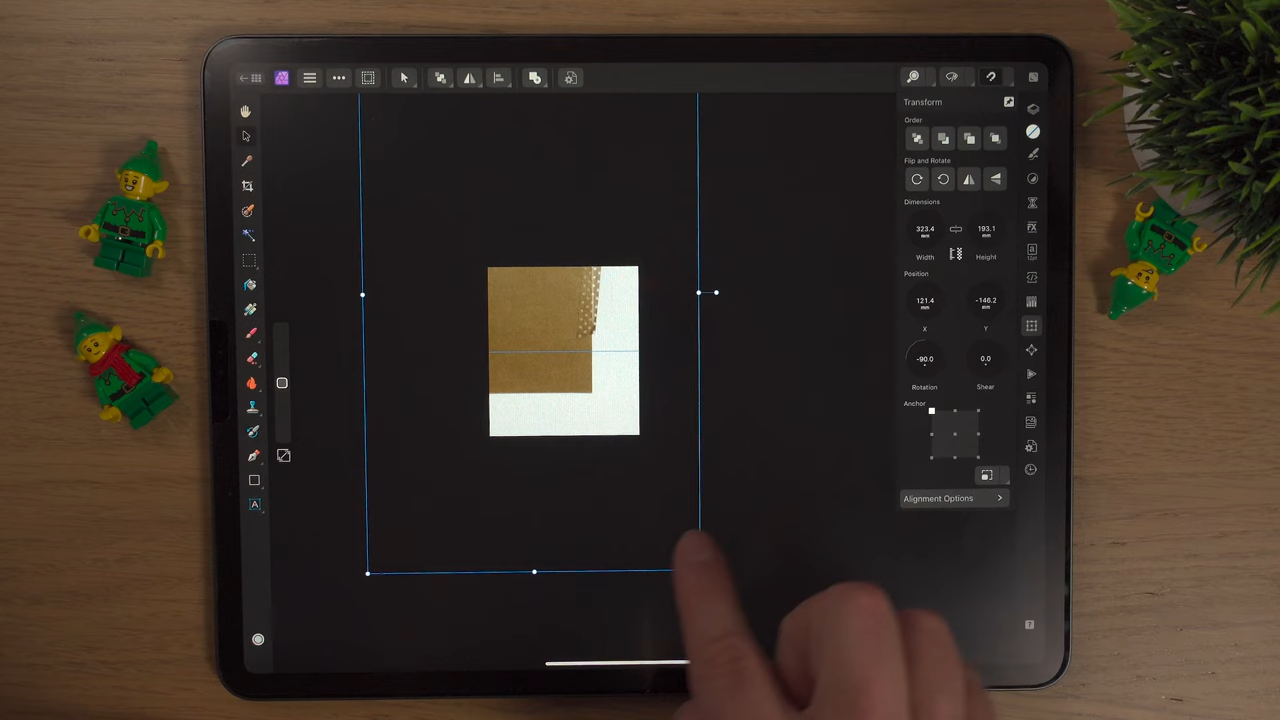 Transform
Order
Flip and Rotate
Dimensions
323.4 mm
193.1 mm
Width
Height
Position
121.4 mm
-146.2 mm
X
Y
-90.0
0.0
Rotation
Shear
Anchor
Alignment Options
A
?